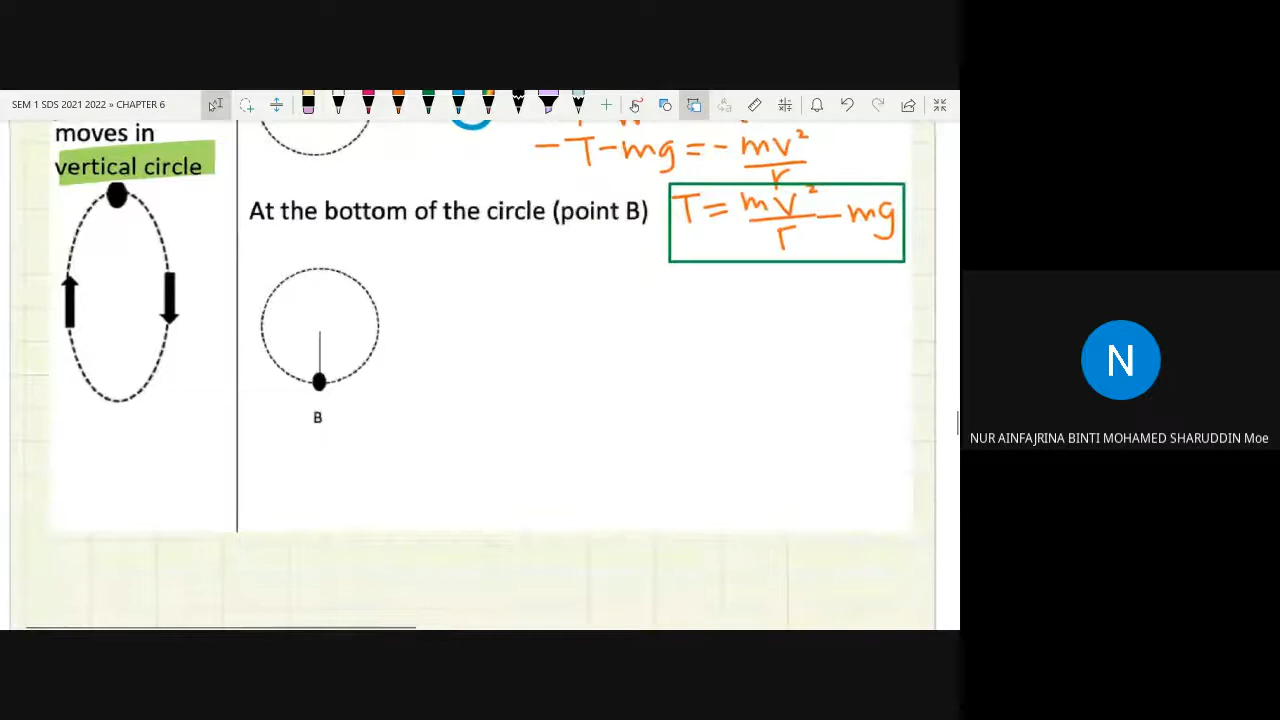 SEM 1 SDS 2021 2022 » CHAPTER 6
moves in
vertical circle
- T - mg = - mv²/r
At the bottom of the circle (point B)
T = mv²/r - mg
B
N
NUR AINFAJRINA BINTI MOHAMED SHARUDDIN Moe